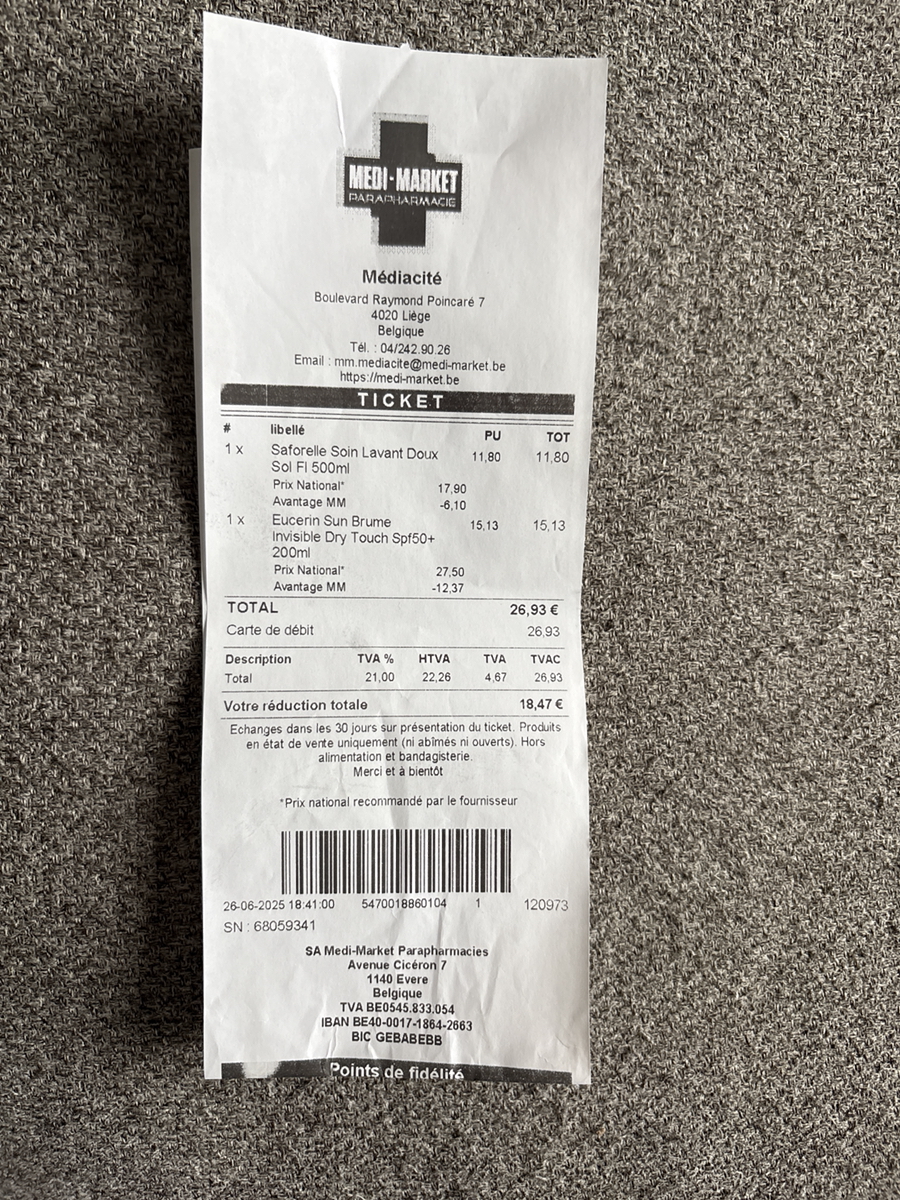 MEDI-MARKET
PARAPHARMACIE
Médiacité
Boulevard Raymond Poincaré 7
4020 Liège
Belgique
Tél. : 04/242.90.26
Email : mm.mediacite@medi-market.be
https://medi-market.be
TICKET
# libellé PU TOT
1 x Saforelle Soin Lavant Doux 11,80 11,80
Sol Fl 500ml
Prix National* 17,90
Avantage MM -6,10
1 x Eucerin Sun Brume 15,13 15,13
Invisible Dry Touch Spf50+
200ml
Prix National* 27,50
Avantage MM -12,37
TOTAL 26,93 €
Carte de débit 26,93
Description TVA % HTVA TVA TVAC
Total 21,00 22,26 4,67 26,93
Votre réduction totale 18,47 €
Echanges dans les 30 jours sur présentation du ticket. Produits
en état de vente uniquement (ni abîmés ni ouverts). Hors
alimentation et bandagisterie.
Merci et à bientôt
*Prix national recommandé par le fournisseur
26-06-2025 18:41:00 5470018860104 1 120973
SN : 68059341
SA Medi-Market Parapharmacies
Avenue Cicéron 7
1140 Evere
Belgique
TVA BE0545.833.054
IBAN BE40-0017-1864-2663
BIC GEBABEBB
Points de fidélité